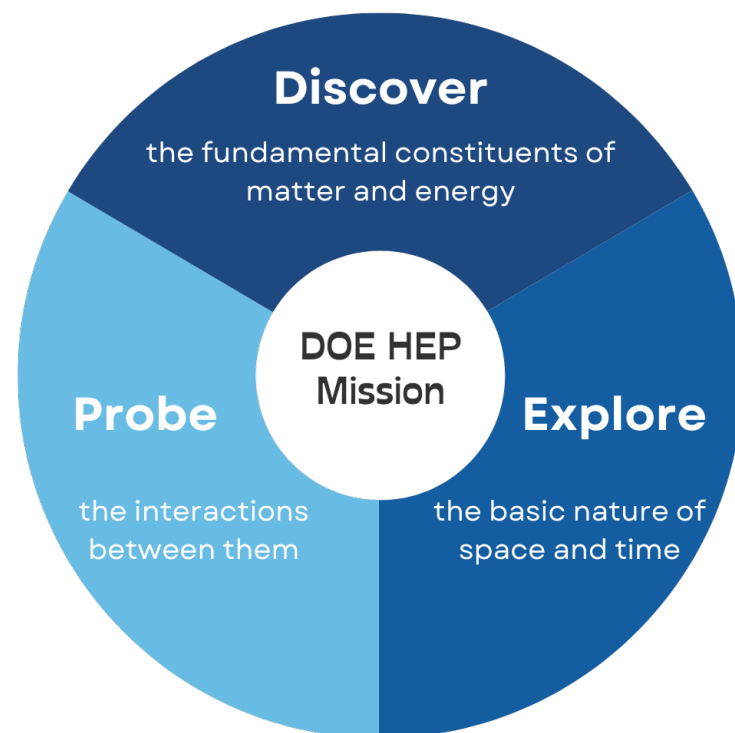 Discover
the fundamental constituents of
matter and energy
DOE HEP
Mission
Probe
the interactions
between them
Explore
the basic nature of
space and time